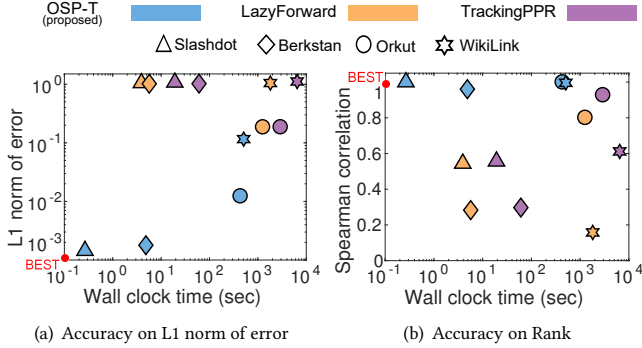 OSP-T
(proposed)
LazyForward
TrackingPPR
Slashdot
Berkstan
Orkut
WikiLink
L1 norm of error
10^0
10^-1
10^-2
10^-3
BEST
10^-1 10^0 10^1 10^2 10^3 10^4
Wall clock time (sec)
(a) Accuracy on L1 norm of error
Spearman correlation
BEST
1
0.8
0.6
0.4
0.2
0
10^-1 10^0 10^1 10^2 10^3 10^4
Wall clock time (sec)
(b) Accuracy on Rank